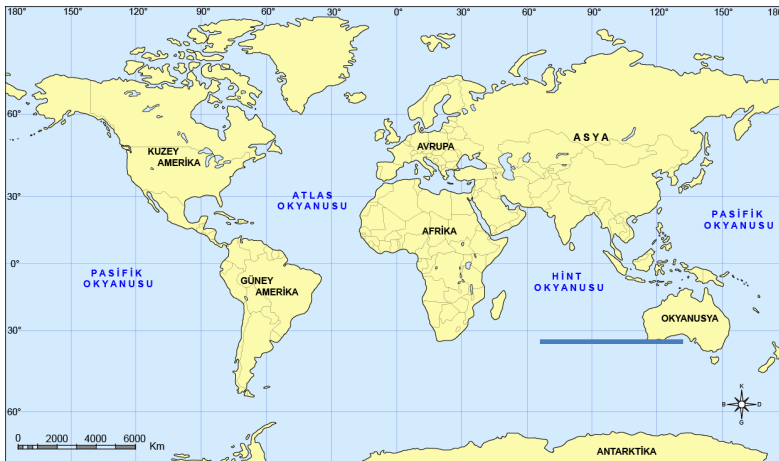 180° 150° 120° 90° 60° 30° 0° 30° 60° 90° 120° 150° 180°
60°
KUZEY
AMERİKA
AVRUPA
ASYA
30°
ATLAS
OKYANUSU
PASİFİK
OKYANUSU
AFRİKA
0°
PASİFİK
OKYANUSU
GÜNEY
AMERİKA
HİNT
OKYANUSU
OKYANUSYA
30°
60°
K
B D
G
0 2000 4000 6000 Km
ANTARKTİKA